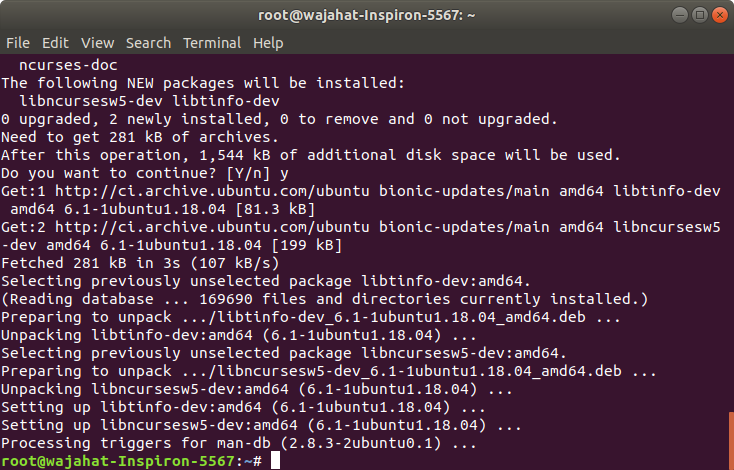 root@wajahat-Inspiron-5567: ~
File Edit View Search Terminal Help
ncurses-doc
The following NEW packages will be installed:
libncursesw5-dev libtinfo-dev
0 upgraded, 2 newly installed, 0 to remove and 0 not upgraded.
Need to get 281 kB of archives.
After this operation, 1,544 kB of additional disk space will be used.
Do you want to continue? [Y/n] y
Get:1 http://ci.archive.ubuntu.com/ubuntu bionic-updates/main amd64 libtinfo-dev
amd64 6.1-1ubuntu1.18.04 [81.3 kB]
Get:2 http://ci.archive.ubuntu.com/ubuntu bionic-updates/main amd64 libncursesw5
-dev amd64 6.1-1ubuntu1.18.04 [199 kB]
Fetched 281 kB in 3s (107 kB/s)
Selecting previously unselected package libtinfo-dev:amd64.
(Reading database ... 169690 files and directories currently installed.)
Preparing to unpack .../libtinfo-dev_6.1-1ubuntu1.18.04_amd64.deb ...
Unpacking libtinfo-dev:amd64 (6.1-1ubuntu1.18.04) ...
Selecting previously unselected package libncursesw5-dev:amd64.
Preparing to unpack .../libncursesw5-dev_6.1-1ubuntu1.18.04_amd64.deb ...
Unpacking libncursesw5-dev:amd64 (6.1-1ubuntu1.18.04) ...
Setting up libtinfo-dev:amd64 (6.1-1ubuntu1.18.04) ...
Setting up libncursesw5-dev:amd64 (6.1-1ubuntu1.18.04) ...
Processing triggers for man-db (2.8.3-2ubuntu0.1) ...
root@wajahat-Inspiron-5567:~#